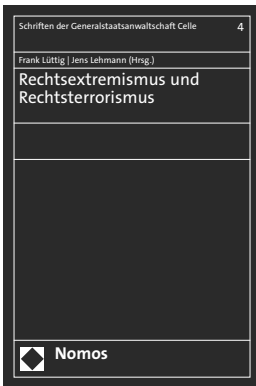 Schriften der Generalstaatsanwaltschaft Celle 4
Frank Lüttig | Jens Lehmann (Hrsg.)
Rechtsextremismus und
Rechtsterrorismus
Nomos